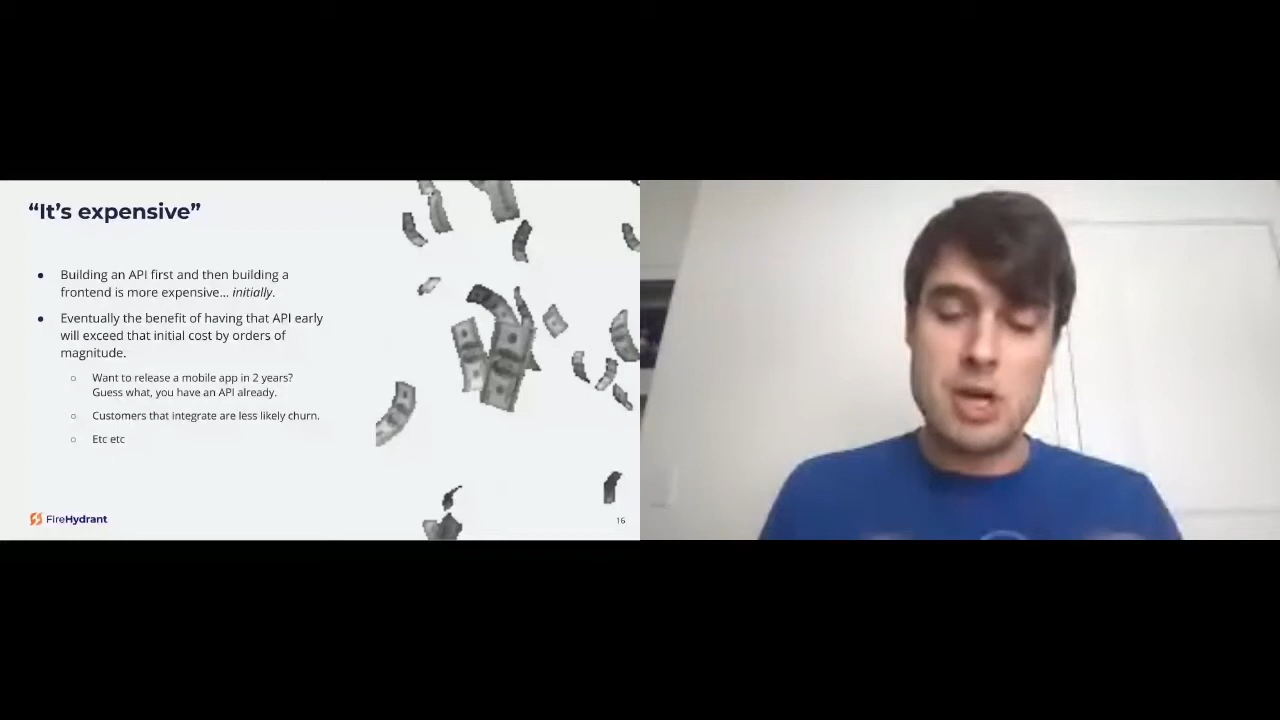 “It’s expensive”
● Building an API first and then building a
frontend is more expensive... initially.
● Eventually the benefit of having that API early
will exceed that initial cost by orders of
magnitude.
○ Want to release a mobile app in 2 years?
Guess what, you have an API already.
○ Customers that integrate are less likely churn.
○ Etc etc
FireHydrant
16